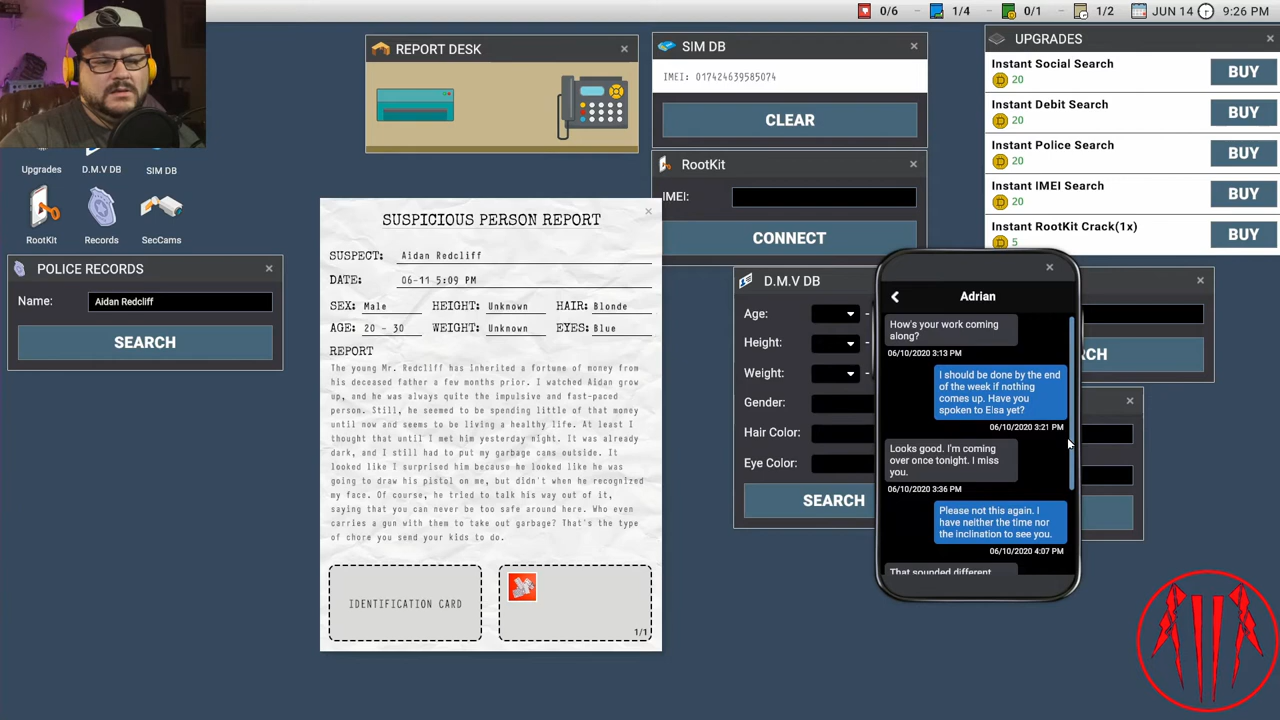 0/6
1/4
0/1
1/2
JUN 14
9:26 PM
REPORT DESK
SIM DB
IMEI: 017424639585074
CLEAR
UPGRADES
Instant Social Search
20
BUY
Instant Debit Search
20
BUY
Instant Police Search
20
BUY
Instant IMEI Search
20
BUY
Instant RootKit Crack(1x)
5
BUY
Upgrades
D.M.V DB
SIM DB
RootKit
Records
SecCams
RootKit
IMEI:
CONNECT
POLICE RECORDS
Name:
Aidan Redcliff
SEARCH
SUSPICIOUS PERSON REPORT
SUSPECT: Aidan Redcliff
DATE: 06-11 5:09 PM
SEX: Male HEIGHT: Unknown HAIR: Blonde
AGE: 20 - 30 WEIGHT: Unknown EYES: Blue
REPORT
The young Mr. Redcliff has inherited a fortune of money from
his deceased father a few months prior. I watched Aidan grow
up, and he was always quite the impulsive and fast-paced
person. Still, he seemed to be spending little of that money
until now and seems to be living a healthy life. At least I
thought that until I met him yesterday night. It was already
dark, and I still had to put my garbage cans outside. It
looked like I surprised him because he looked like he was
going to draw his pistol on me, but didn't when he recognized
my face. Of course, he tried to talk his way out of it,
saying that you can never be too safe around here. Who even
carries a gun with them to take out garbage? That's the type
of chore you send your kids to do.
IDENTIFICATION CARD
1/1
D.M.V DB
Age:
Height:
Weight:
Gender:
Hair Color:
Eye Color:
SEARCH
RCH
Adrian
How's your work coming
along?
06/10/2020 3:13 PM
I should be done by the end
of the week if nothing
comes up. Have you
spoken to Elsa yet?
06/10/2020 3:21 PM
Looks good. I'm coming
over once tonight. I miss
you.
06/10/2020 3:36 PM
Please not this again. I
have neither the time nor
the inclination to see you.
06/10/2020 4:07 PM
That sounded different